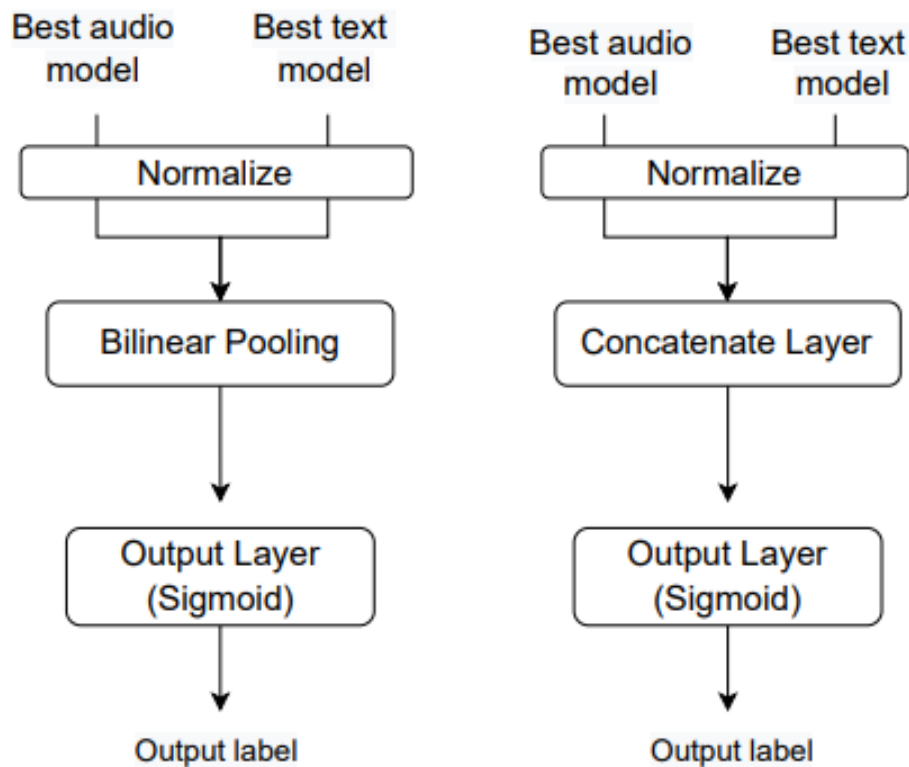 Best audio
model
Best text
model
Normalize
Bilinear Pooling
Output Layer
(Sigmoid)
Output label
Best audio
model
Best text
model
Normalize
Concatenate Layer
Output Layer
(Sigmoid)
Output label